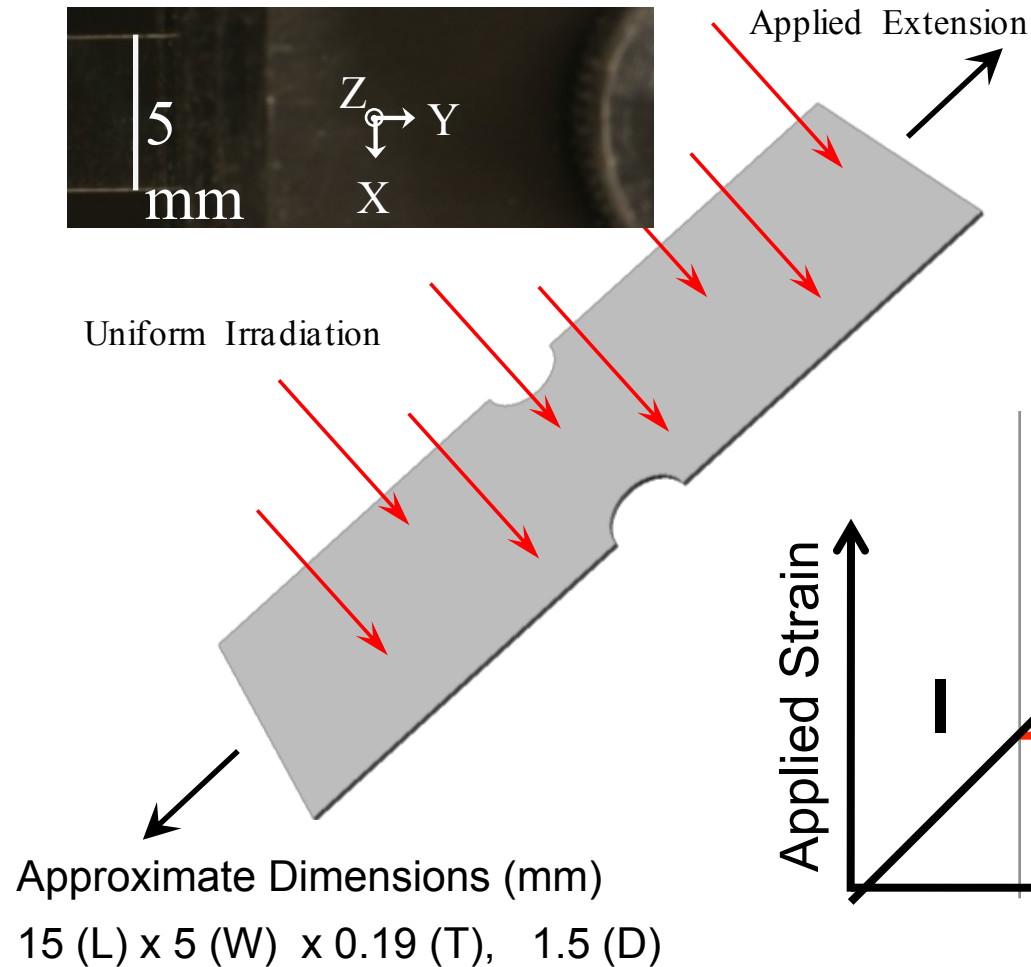 Applied Extension
Z
Y
5
mm
X
Uniform Irradiation
Applied Strain
I
Approximate Dimensions (mm)
15 (L) x 5 (W) x 0.19 (T), 1.5 (D)